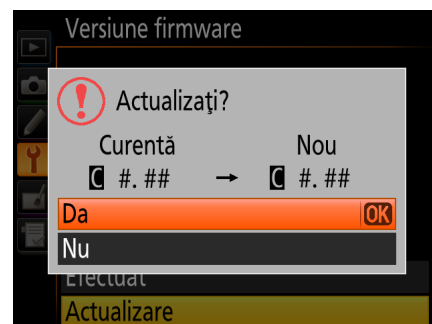 Versiune firmware
Actualizaţi?
Curentă Nou
C #.## → C #.##
Da OK
Nu
Efectuat
Actualizare